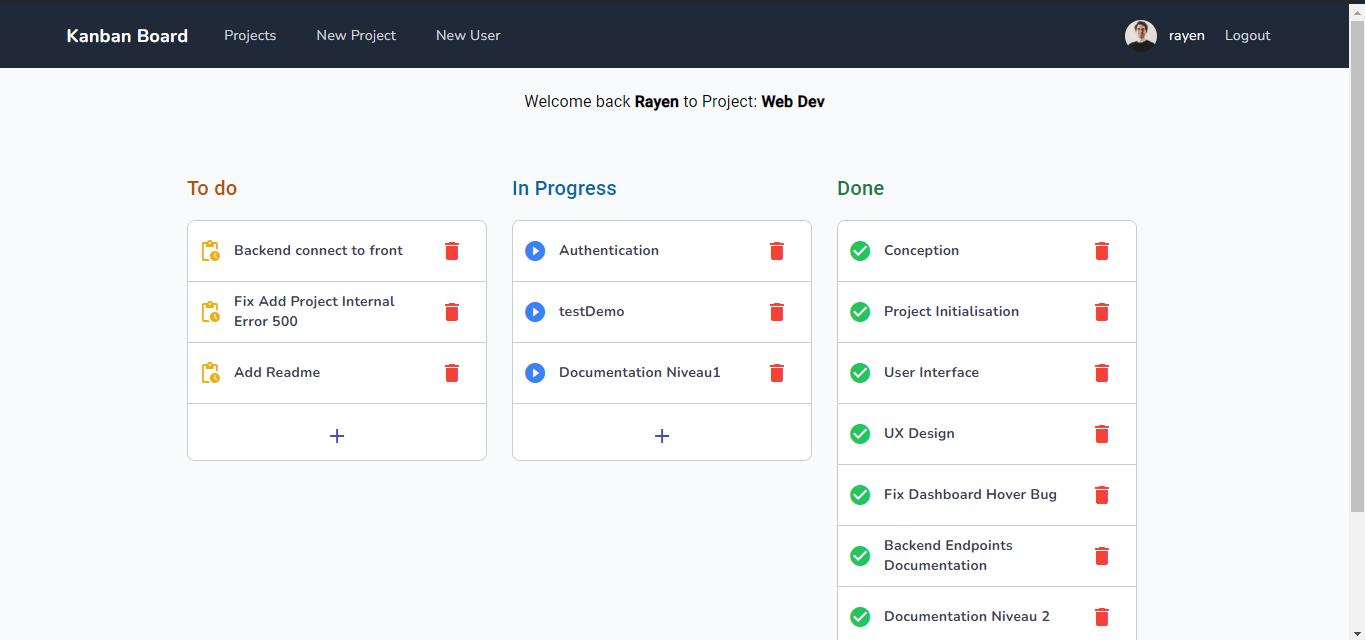 Kanban Board Projects New Project New User rayen Logout
Welcome back Rayen to Project: Web Dev
To do
Backend connect to front
Fix Add Project Internal
Error 500
Add Readme
+
In Progress
Authentication
testDemo
Documentation Niveau1
+
Done
Conception
Project Initialisation
User Interface
UX Design
Fix Dashboard Hover Bug
Backend Endpoints
Documentation
Documentation Niveau 2